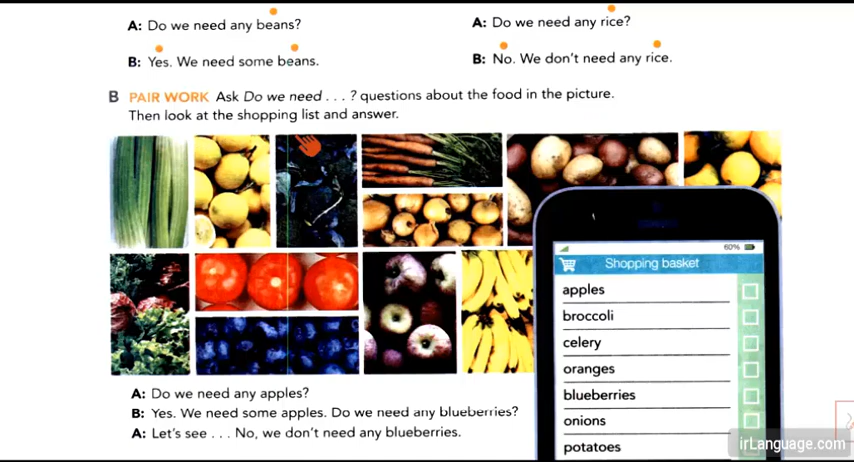 A: Do we need any beans?
B: Yes. We need some beans.
A: Do we need any rice?
B: No. We don't need any rice.
B PAIR WORK Ask Do we need . . . ? questions about the food in the picture.
Then look at the shopping list and answer.
60%
Shopping basket
apples
broccoli
celery
oranges
blueberries
onions
potatoes
A: Do we need any apples?
B: Yes. We need some apples. Do we need any blueberries?
A: Let's see . . . No, we don't need any blueberries.
irLanguage.com